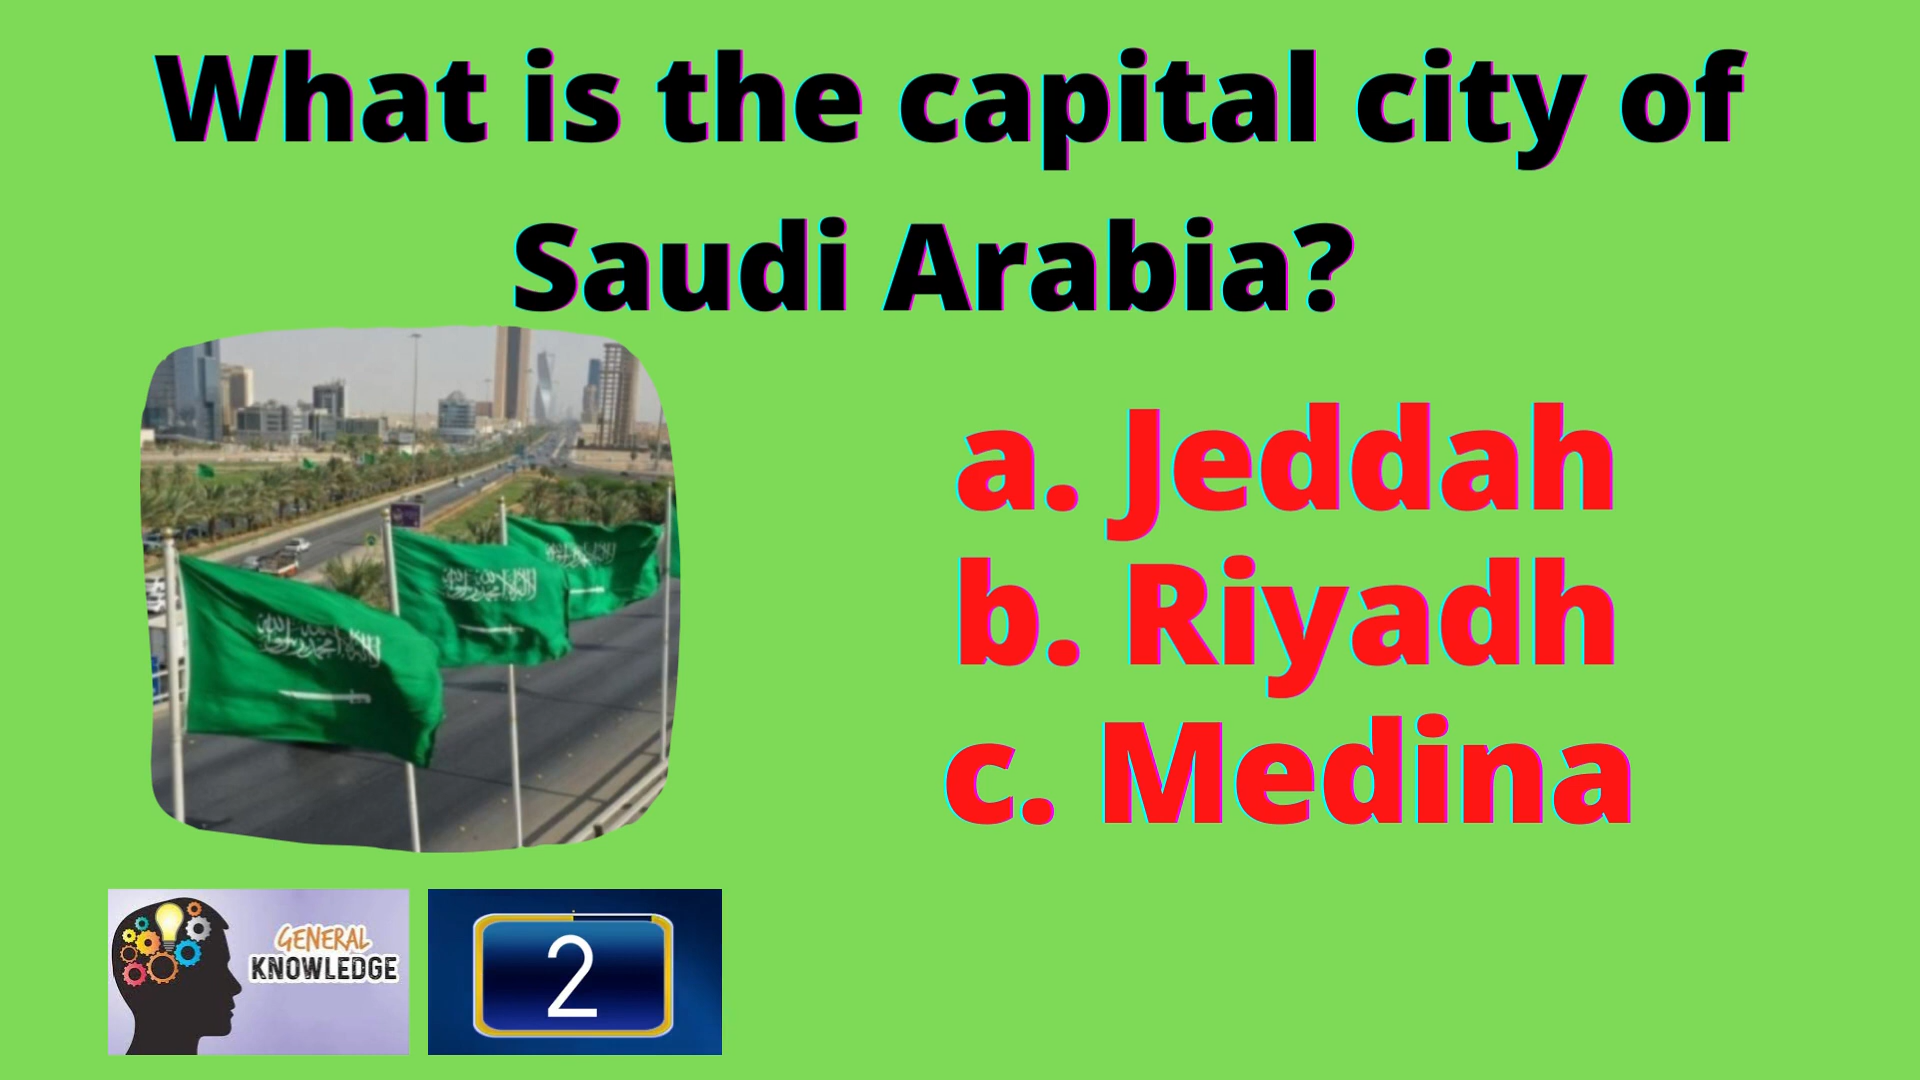 What is the capital city of
Saudi Arabia?
a. Jeddah
b. Riyadh
c. Medina
GENERAL
KNOWLEDGE
2